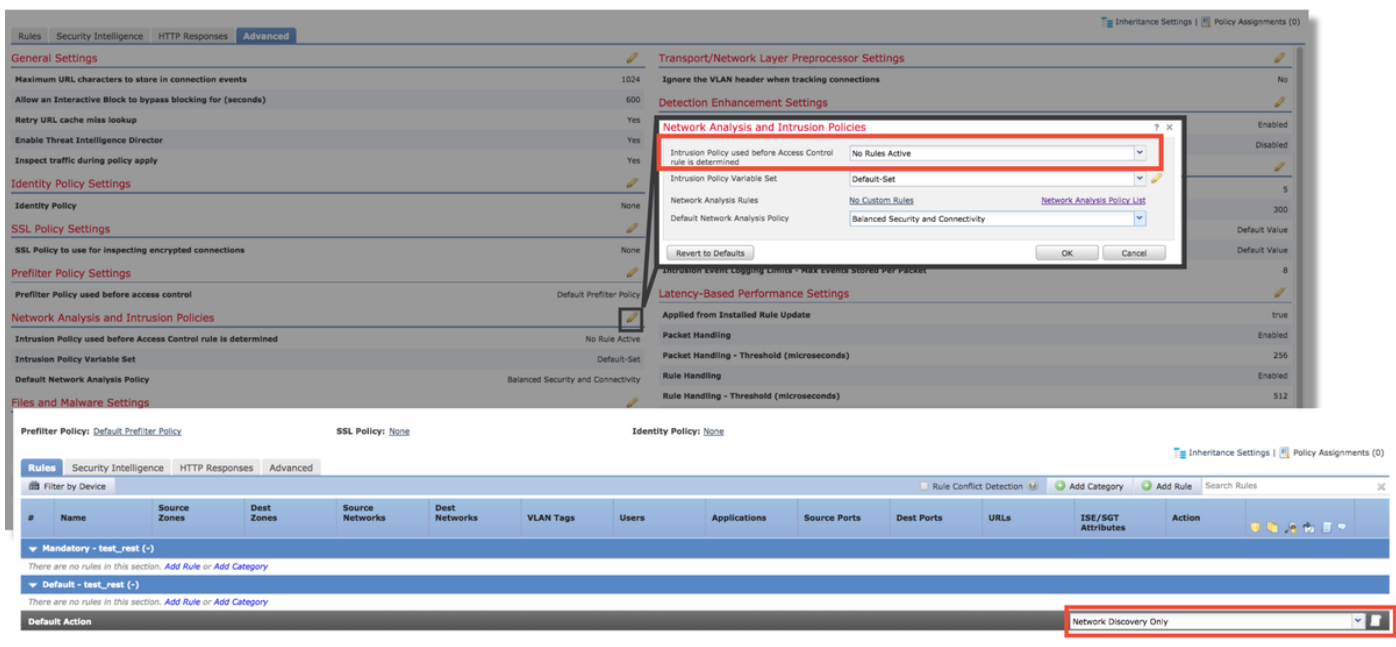 Inheritance Settings | Policy Assignments (0)
Rules Security Intelligence HTTP Responses Advanced
General Settings
Maximum URL characters to store in connection events 1024
Allow an Interactive Block to bypass blocking for (seconds) 600
Retry URL cache miss lookup Yes
Enable Threat Intelligence Director Yes
Inspect traffic during policy apply Yes
Identity Policy Settings
Identity Policy None
SSL Policy Settings
SSL Policy to use for inspecting encrypted connections None
Prefilter Policy Settings
Prefilter Policy used before access control Default Prefilter Policy
Network Analysis and Intrusion Policies
Intrusion Policy used before Access Control rule is determined No Rule Active
Intrusion Policy Variable Set Default-Set
Default Network Analysis Policy Balanced Security and Connectivity
Files and Malware Settings
Transport/Network Layer Preprocessor Settings
Ignore the VLAN header when tracking connections No
Detection Enhancement Settings
Enabled
Disabled
5
300
Default Value
Default Value
Intrusion Event Logging Limits - Max Events Stored Per Packet 8
Latency-Based Performance Settings
Applied from Installed Rule Update true
Packet Handling Enabled
Packet Handling - Threshold (microseconds) 256
Rule Handling Enabled
Rule Handling - Threshold (microseconds) 512
Network Analysis and Intrusion Policies ? ×
Intrusion Policy used before Access Control No Rules Active
rule is determined
Intrusion Policy Variable Set Default-Set
Network Analysis Rules No Custom Rules Network Analysis Policy List
Default Network Analysis Policy Balanced Security and Connectivity
Revert to Defaults OK Cancel
Prefilter Policy: Default Prefilter Policy SSL Policy: None Identity Policy: None
Inheritance Settings | Policy Assignments (0)
Rules Security Intelligence HTTP Responses Advanced
Filter by Device Rule Conflict Detection Add Category Add Rule Search Rules
# Name Source Zones Dest Zones Source Networks Dest Networks VLAN Tags Users Applications Source Ports Dest Ports URLs ISE/SGT Attributes Action
Mandatory - test_rest (-)
There are no rules in this section. Add Rule or Add Category
Default - test_rest (-)
There are no rules in this section. Add Rule or Add Category
Default Action Network Discovery Only